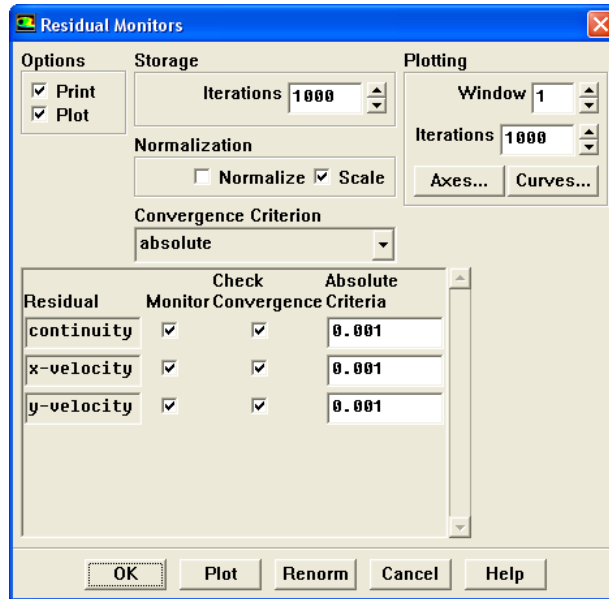 Residual Monitors
Options
Print
Plot
Storage
Iterations 1000
Normalization
Normalize Scale
Convergence Criterion
absolute
Plotting
Window 1
Iterations 1000
Axes... Curves...
Residual Monitor Check Convergence Absolute Criteria
continuity 0.001
x-velocity 0.001
y-velocity 0.001
OK Plot Renorm Cancel Help